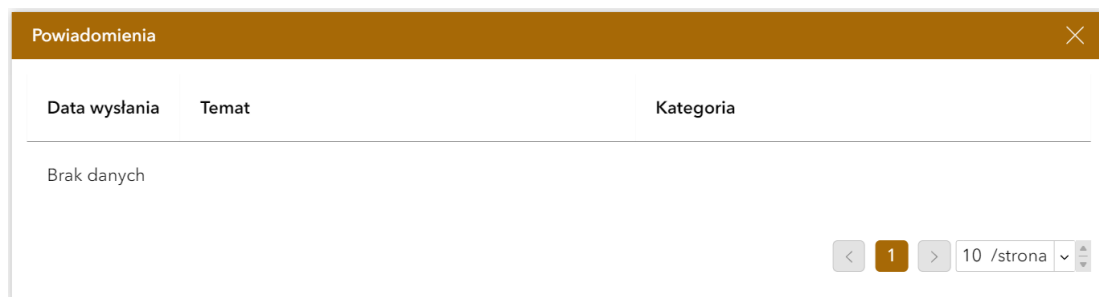 Powiadomienia
Data wysłania Temat Kategoria
Brak danych
1 10 /strona